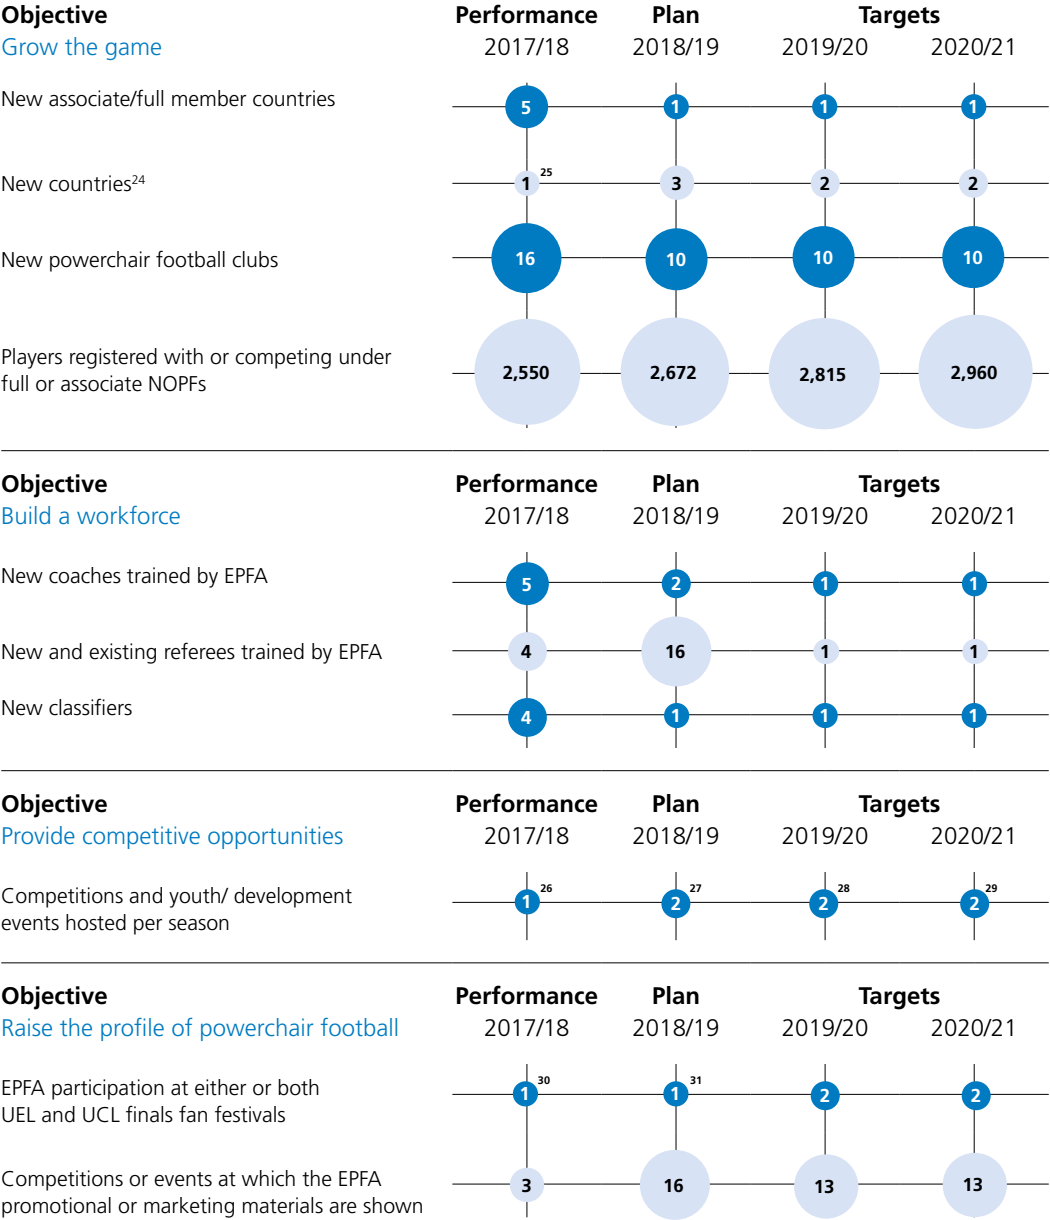 Objective Performance Plan Targets
Grow the game 2017/18 2018/19 2019/20 2020/21
New associate/full member countries 5 1 1 1
New countries24 1 25 3 2 2
New powerchair football clubs 16 10 10 10
Players registered with or competing under
full or associate NOPFs 2,550 2,672 2,815 2,960
Objective Performance Plan Targets
Build a workforce 2017/18 2018/19 2019/20 2020/21
New coaches trained by EPFA 5 2 1 1
New and existing referees trained by EPFA 4 16 1 1
New classifiers 4 1 1 1
Objective Performance Plan Targets
Provide competitive opportunities 2017/18 2018/19 2019/20 2020/21
Competitions and youth/ development
events hosted per season 1 26 2 27 2 28 2 29
Objective Performance Plan Targets
Raise the profile of powerchair football 2017/18 2018/19 2019/20 2020/21
EPFA participation at either or both
UEL and UCL finals fan festivals 1 30 1 31 2 2
Competitions or events at which the EPFA
promotional or marketing materials are shown 3 16 13 13